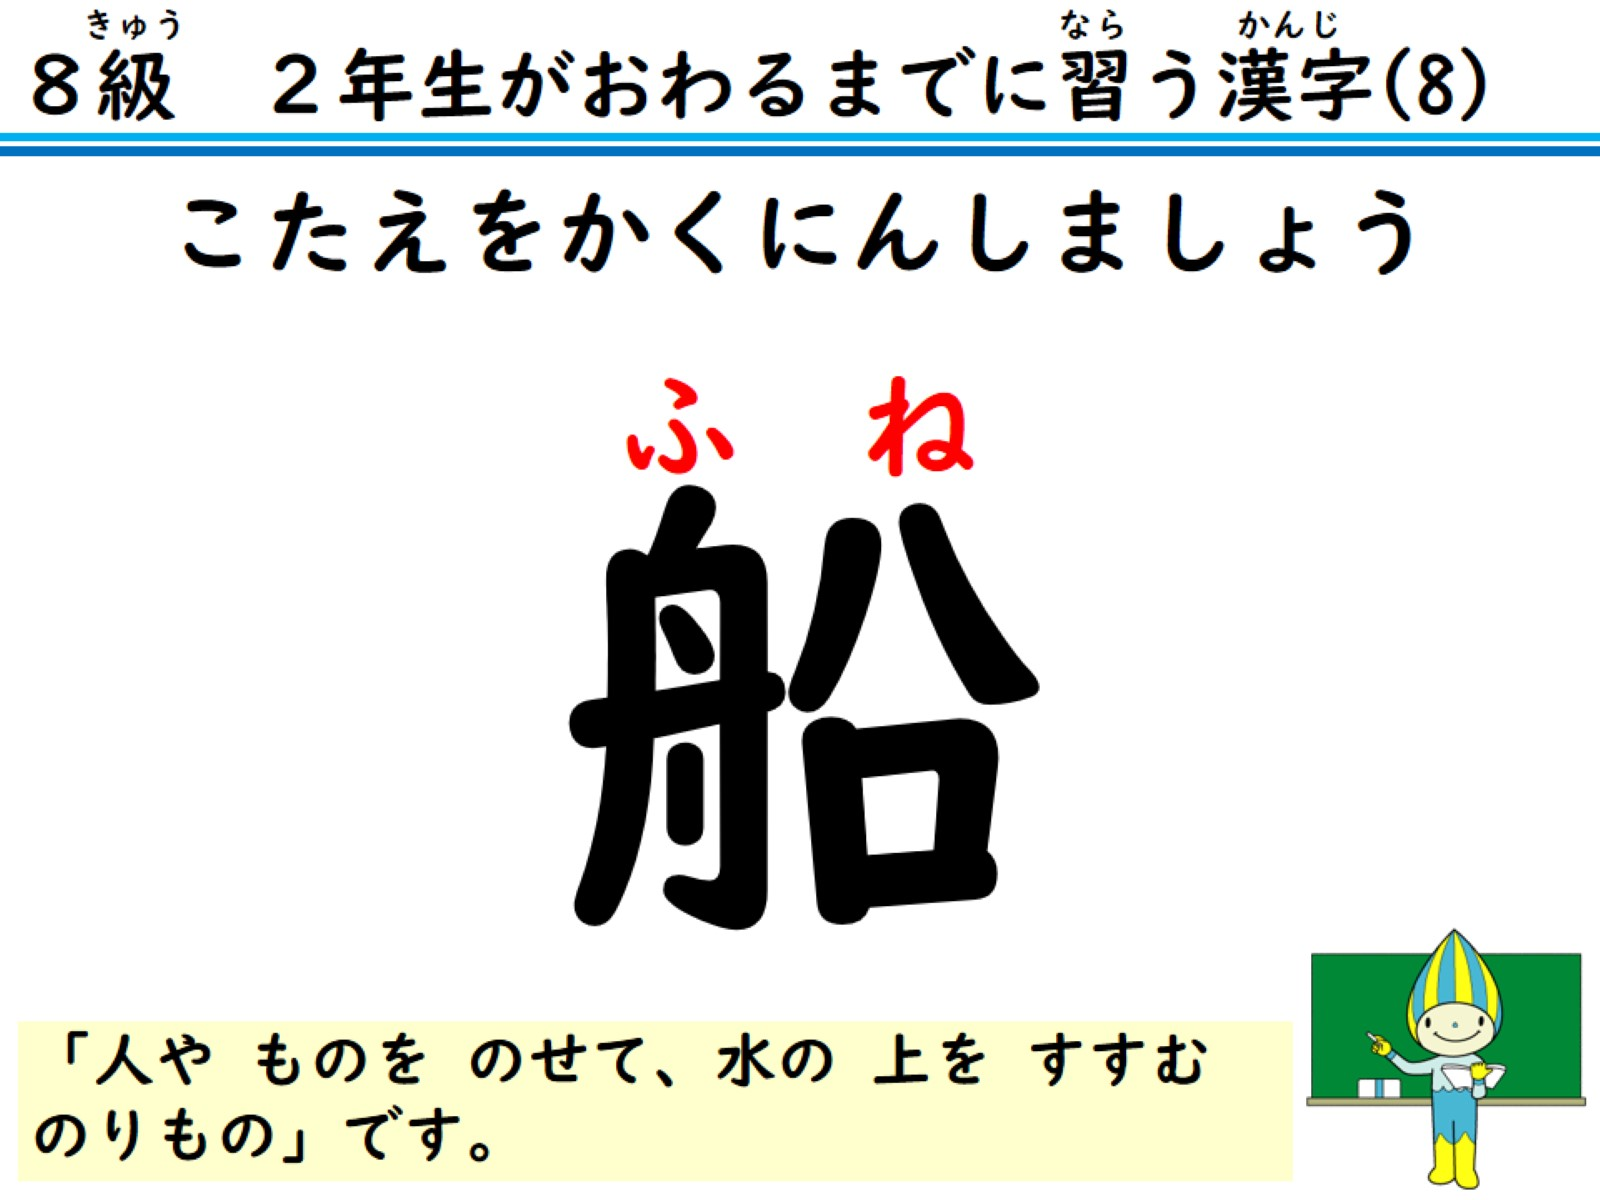 きゅう なら かんじ
８級　２年生がおわるまでに習う漢字(8)
こたえをかくにんしましょう
ふ ね
船
「人や ものを のせて、水の 上を すすむ
のりもの」です。